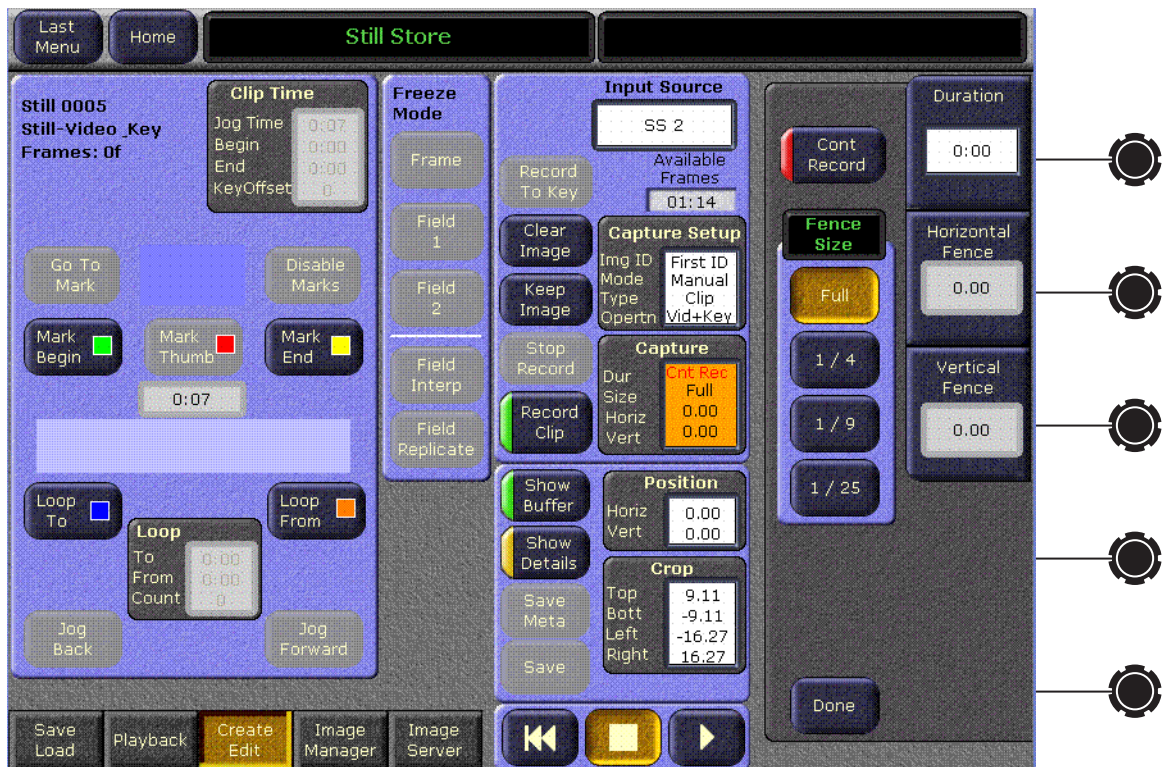 Last
Menu
Home
Still Store
Still 0005
Still-Video _Key
Frames: 0f
Clip Time
Jog Time 0:07
Begin 0:00
End 0:00
KeyOffset 0
Go To
Mark
Disable
Marks
Mark
Begin
Mark
Thumb
Mark
End
0:07
Loop
To
Loop
From
Loop
To 0:00
From 0:00
Count 0
Jog
Back
Jog
Forward
Freeze
Mode
Frame
Field
1
Field
2
Field
Interp
Field
Replicate
Input Source
SS 2
Record
To Key
Available
Frames
01:14
Clear
Image
Keep
Image
Capture Setup
Img ID First ID
Mode Manual
Type Clip
Opertn Vid+Key
Stop
Record
Record
Clip
Capture
Dur Cnt Rec
Size Full
Horiz 0.00
Vert 0.00
Show
Buffer
Show
Details
Save
Meta
Save
Position
Horiz 0.00
Vert 0.00
Crop
Top 9.11
Bott -9.11
Left -16.27
Right 16.27
Cont
Record
Fence
Size
Full
1 / 4
1 / 9
1 / 25
Done
Duration
0:00
Horizontal
Fence
0.00
Vertical
Fence
0.00
Save
Load
Playback
Create
Edit
Image
Manager
Image
Server